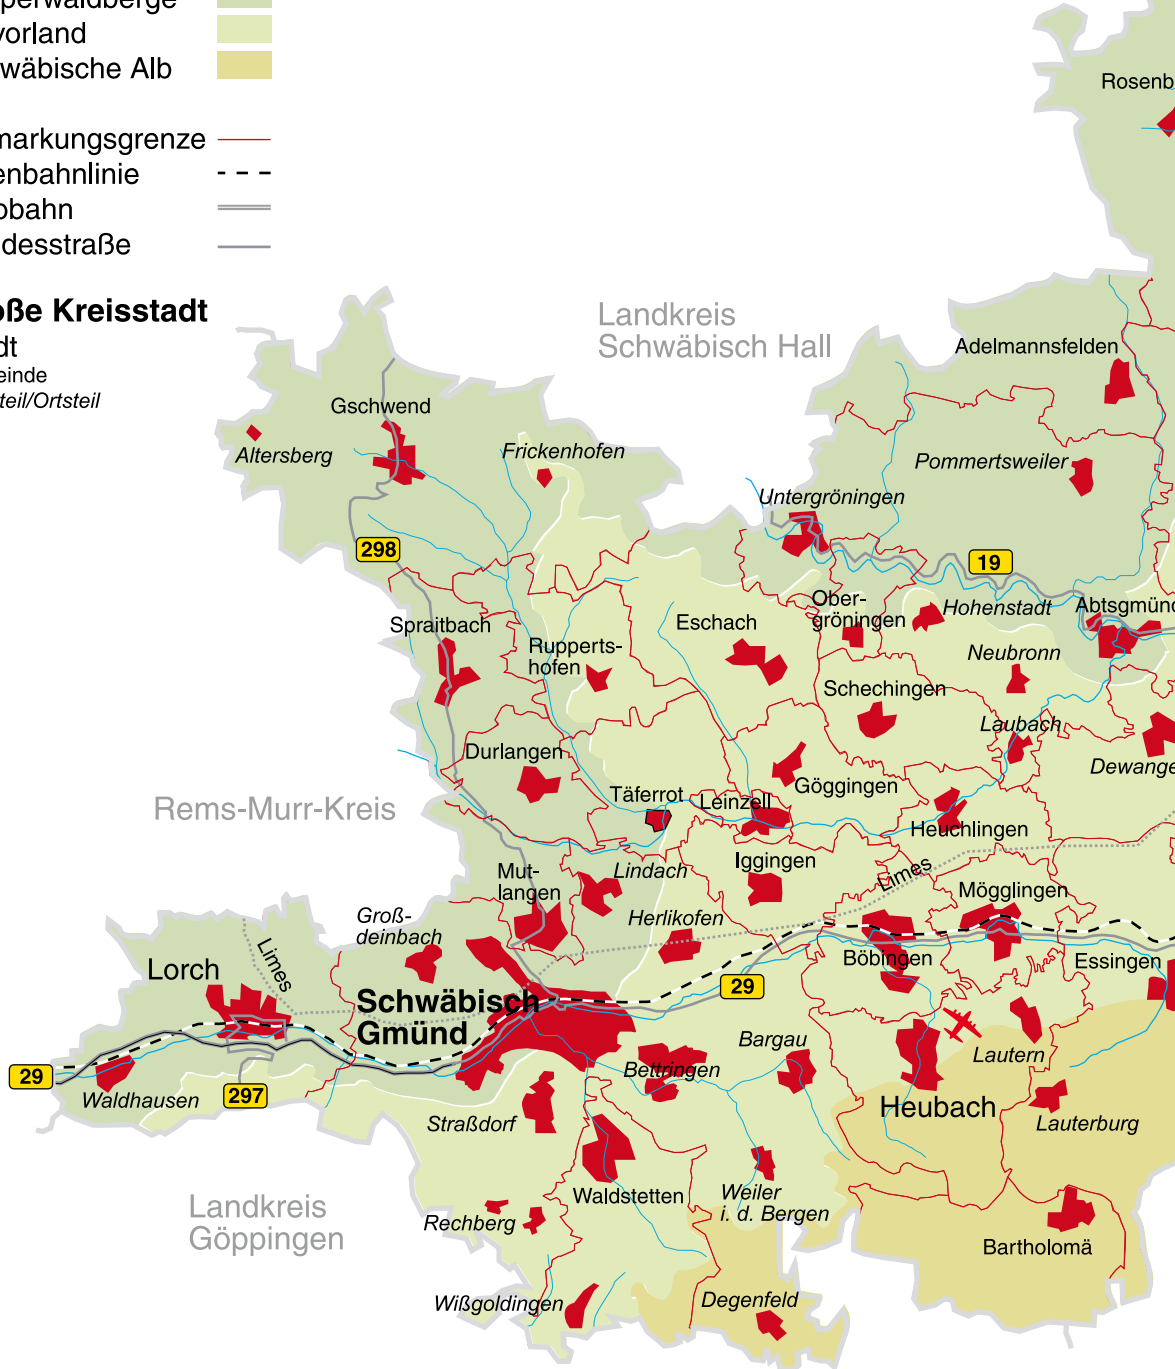 perwaldberge
vorland
wäbische Alb
markungsgrenze
enbahnlinie
obahn
desstraße
oße Kreisstadt
dt
einde
teil/Ortsteil
Landkreis
Schwäbisch Hall
Rosenb
Adelmannsfelden
Gschwend
Altersberg
Frickenhofen
Pommertsweiler
Untergröningen
298
19
Ober-
gröningen
Hohenstadt
Abtsgmünd
Spraitbach
Eschach
Ruppertshofen
Neubronn
Schechingen
Laubach
Durlangen
Dewange
Göggingen
Täferrot
Leinzell
Rems-Murr-Kreis
Heuchlingen
Iggingen
Limes
Mut-
langen
Lindach
Mögglingen
Groß-
deinbach
Herlikofen
Böbingen
Essingen
Lorch
Limes
29
Schwäbisch
Gmünd
Bargau
Lautern
Bettringen
29
Waldhausen
297
Straßdorf
Heubach
Lauterburg
Waldstetten
Weiler
i. d. Bergen
Landkreis
Göppingen
Rechberg
Bartholomä
Wißgoldingen
Degenfeld